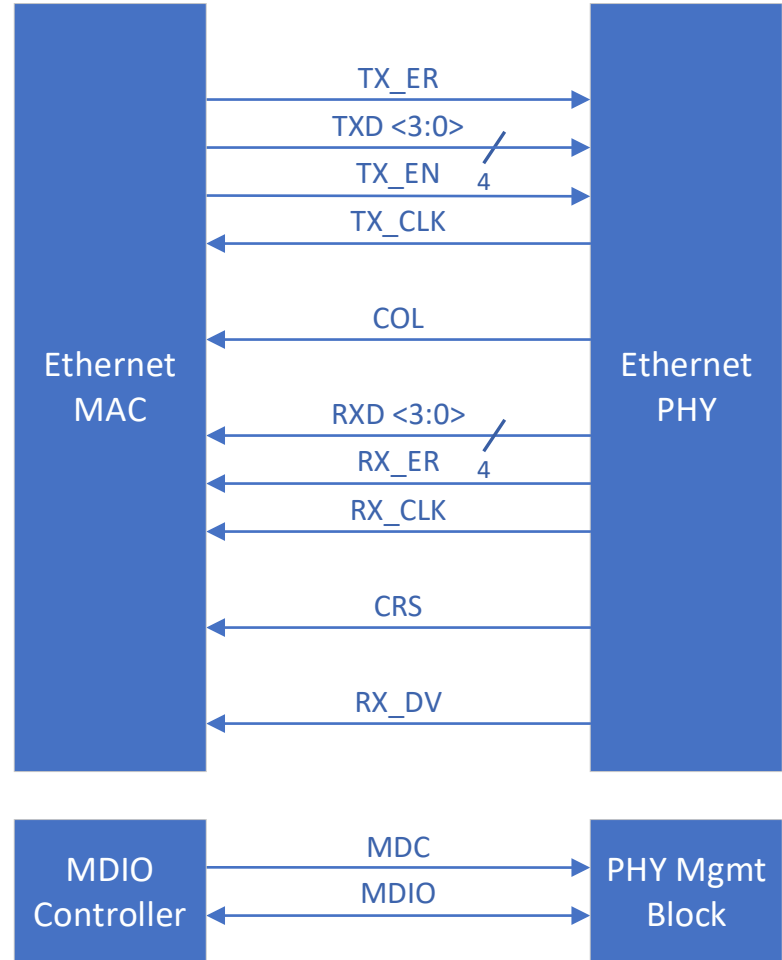 TX_ER
TXD <3:0>
4
TX_EN
TX_CLK
COL
Ethernet
MAC
Ethernet
PHY
RXD <3:0>
4
RX_ER
RX_CLK
CRS
RX_DV
MDIO
Controller
MDC
MDIO
PHY Mgmt
Block